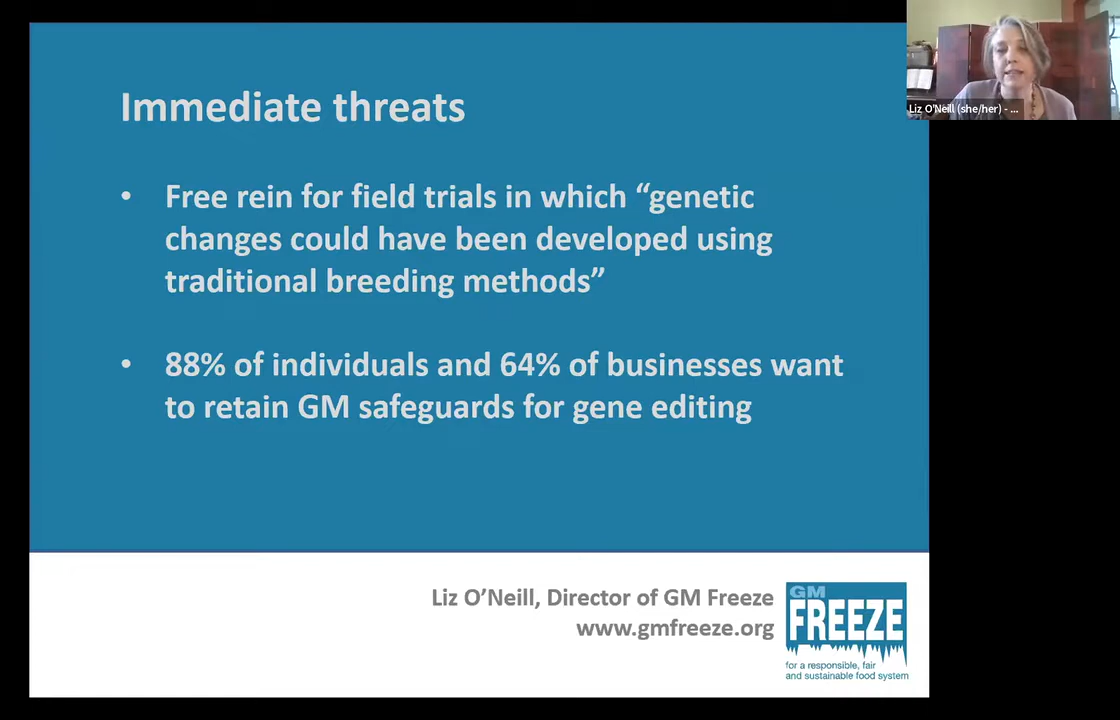 Liz O'Neill (she/her) - ...
Immediate threats
• Free rein for field trials in which “genetic
changes could have been developed using
traditional breeding methods”
• 88% of individuals and 64% of businesses want
to retain GM safeguards for gene editing
Liz O’Neill, Director of GM Freeze
www.gmfreeze.org
GM
FREEZE
for a responsible, fair
and sustainable food system